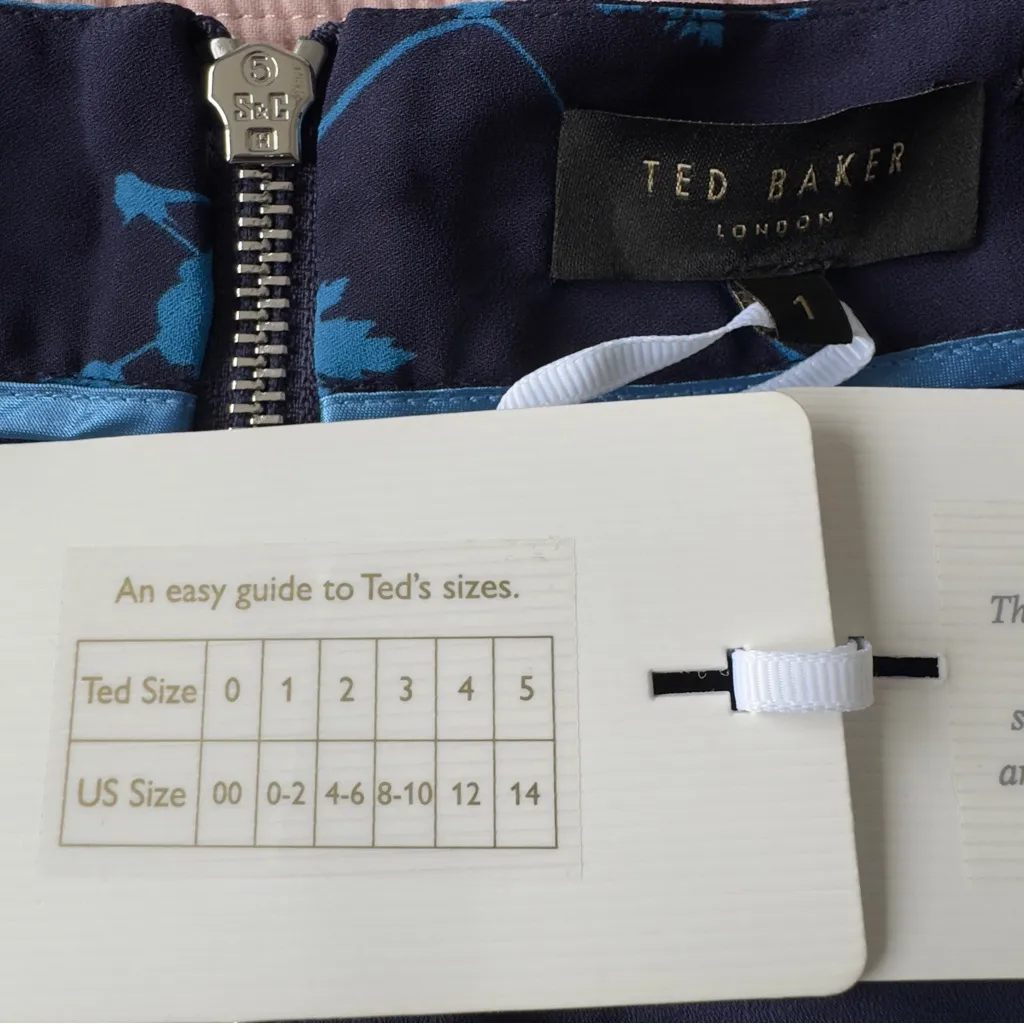 5
S&C
H
TED BAKER
LONDON
1
An easy guide to Ted's sizes.
Ted Size 0 1 2 3 4 5
US Size 00 0-2 4-6 8-10 12 14